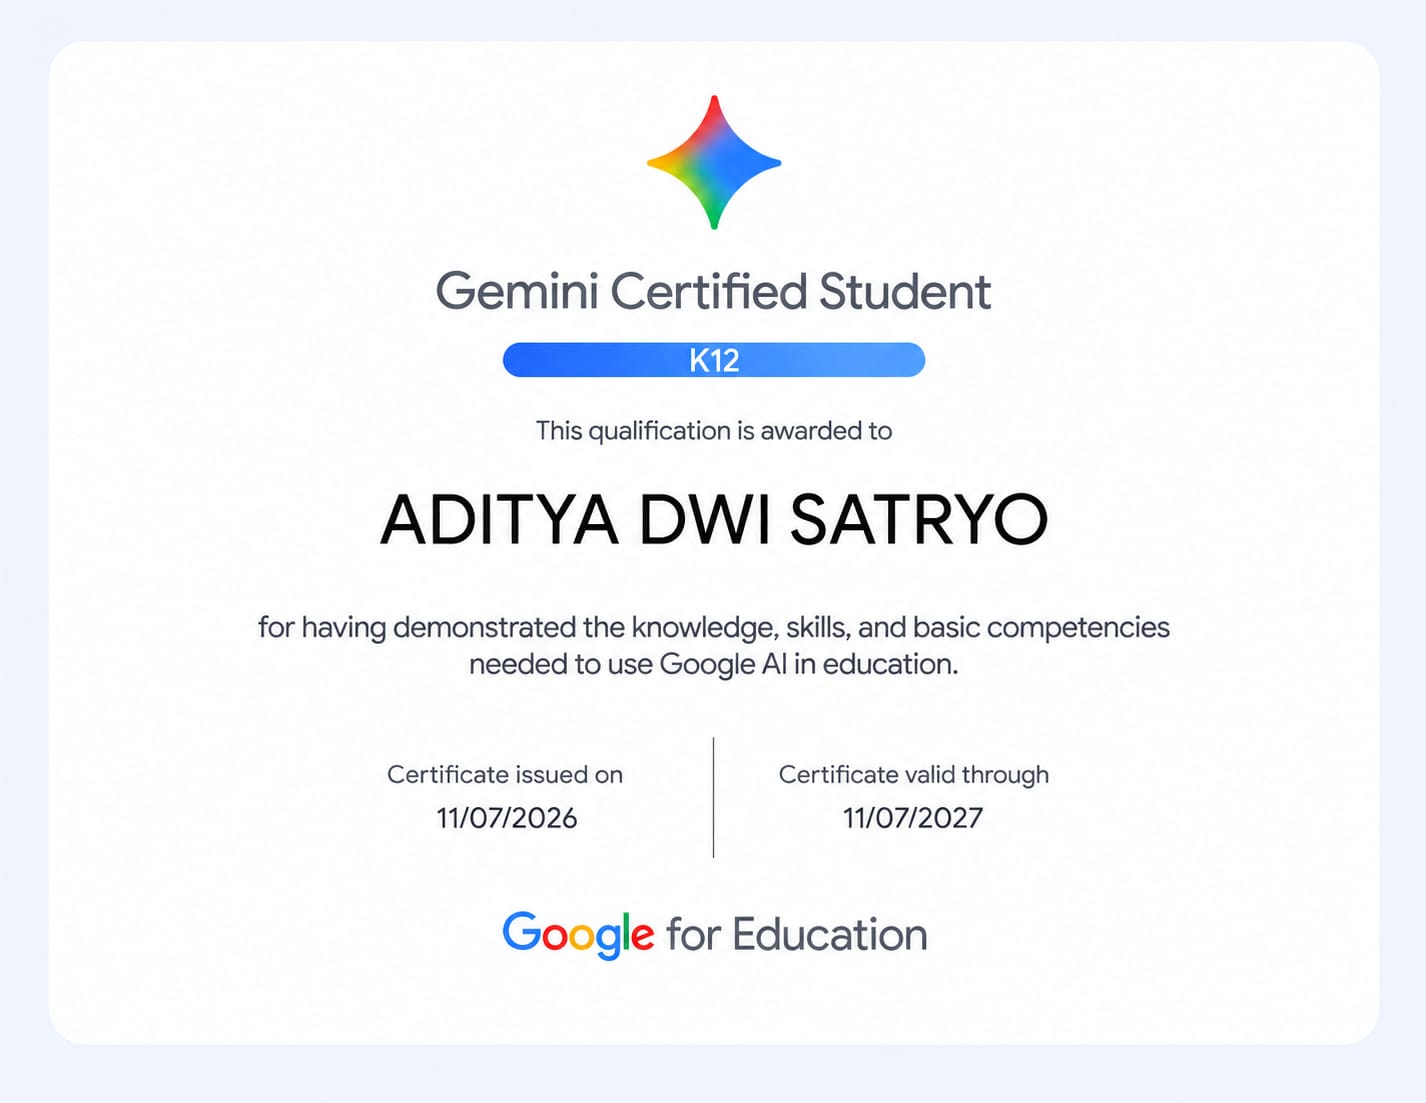 Gemini Certified Student
K12
This qualification is awarded to
ADITYA DWI SATRYO
for having demonstrated the knowledge, skills, and basic competencies
needed to use Google AI in education.
Certificate issued on
11/07/2026
Certificate valid through
11/07/2027
Google for Education